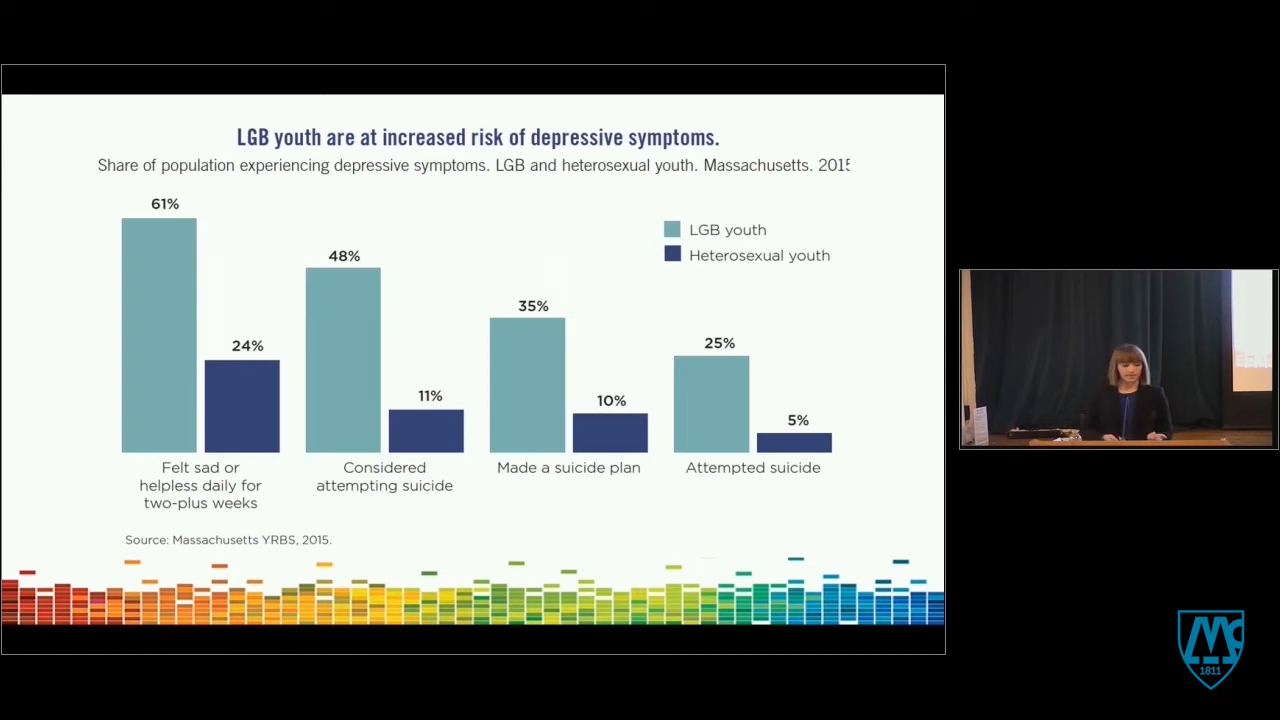 LGB youth are at increased risk of depressive symptoms.
Share of population experiencing depressive symptoms. LGB and heterosexual youth. Massachusetts. 2015
61%
24%
48%
11%
35%
10%
25%
5%
LGB youth
Heterosexual youth
Felt sad or
helpless daily for
two-plus weeks
Considered
attempting suicide
Made a suicide plan
Attempted suicide
Source: Massachusetts YRBS, 2015.
Mc
1811